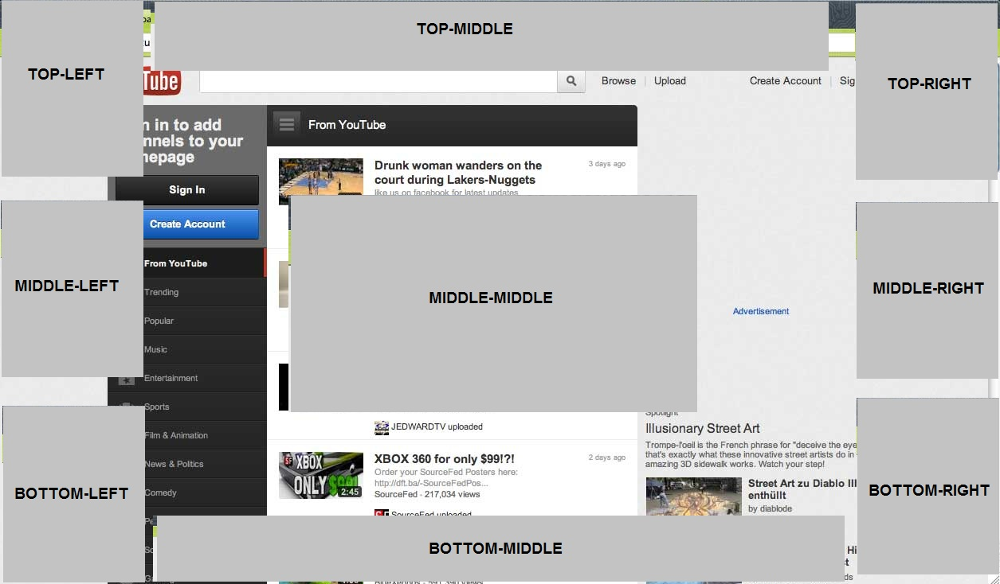 TOP-MIDDLE
TOP-LEFT
TOP-RIGHT
Tube
Browse
Upload
Create Account
Sig
n in to add
nnels to your
mepage
Sign In
Create Account
From YouTube
Trending
Popular
Music
Entertainment
Sports
Film & Animation
News & Politics
Comedy
Pe
Sc
Gaming
MIDDLE-LEFT
BOTTOM-LEFT
From YouTube
Drunk woman wanders on the
court during Lakers-Nuggets
3 days ago
like us on facebook for latest updates
MIDDLE-MIDDLE
JEDWARDTV uploaded
XBOX 360 for only $99!?!
2 days ago
Order your SourceFed Posters here:
http://dft.ba/-SourceFedPos...
SourceFed - 217,034 views
SF XBOX
ONLY $99!
2:45
SourceFed uploaded
BOTTOM-MIDDLE
MIDDLE-RIGHT
Advertisement
Spotlight
Illusionary Street Art
Trompe-l'oeil is the French phrase for "deceive the eye
that's exactly what these innovative street artists do in
amazing 3D sidewalk works. Watch your step!
Street Art zu Diablo III
enthüllt
by diablode
BOTTOM-RIGHT
Hi
t
ds